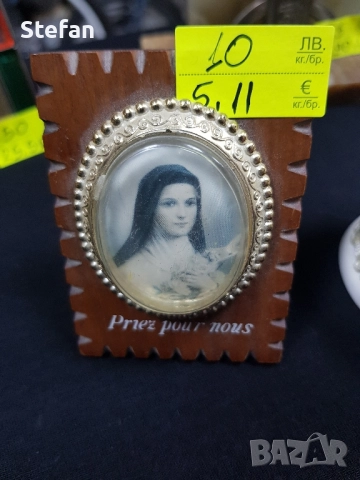 Stefan
10 ЛВ.
кг./бр.
5,11 €
кг./бр.
Priez pour nous
BAZAR